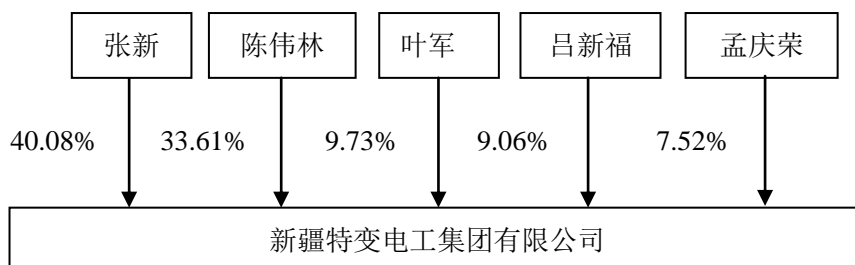 张新 陈伟林 叶军 吕新福 孟庆荣
40.08% 33.61% 9.73% 9.06% 7.52%
新疆特变电工集团有限公司